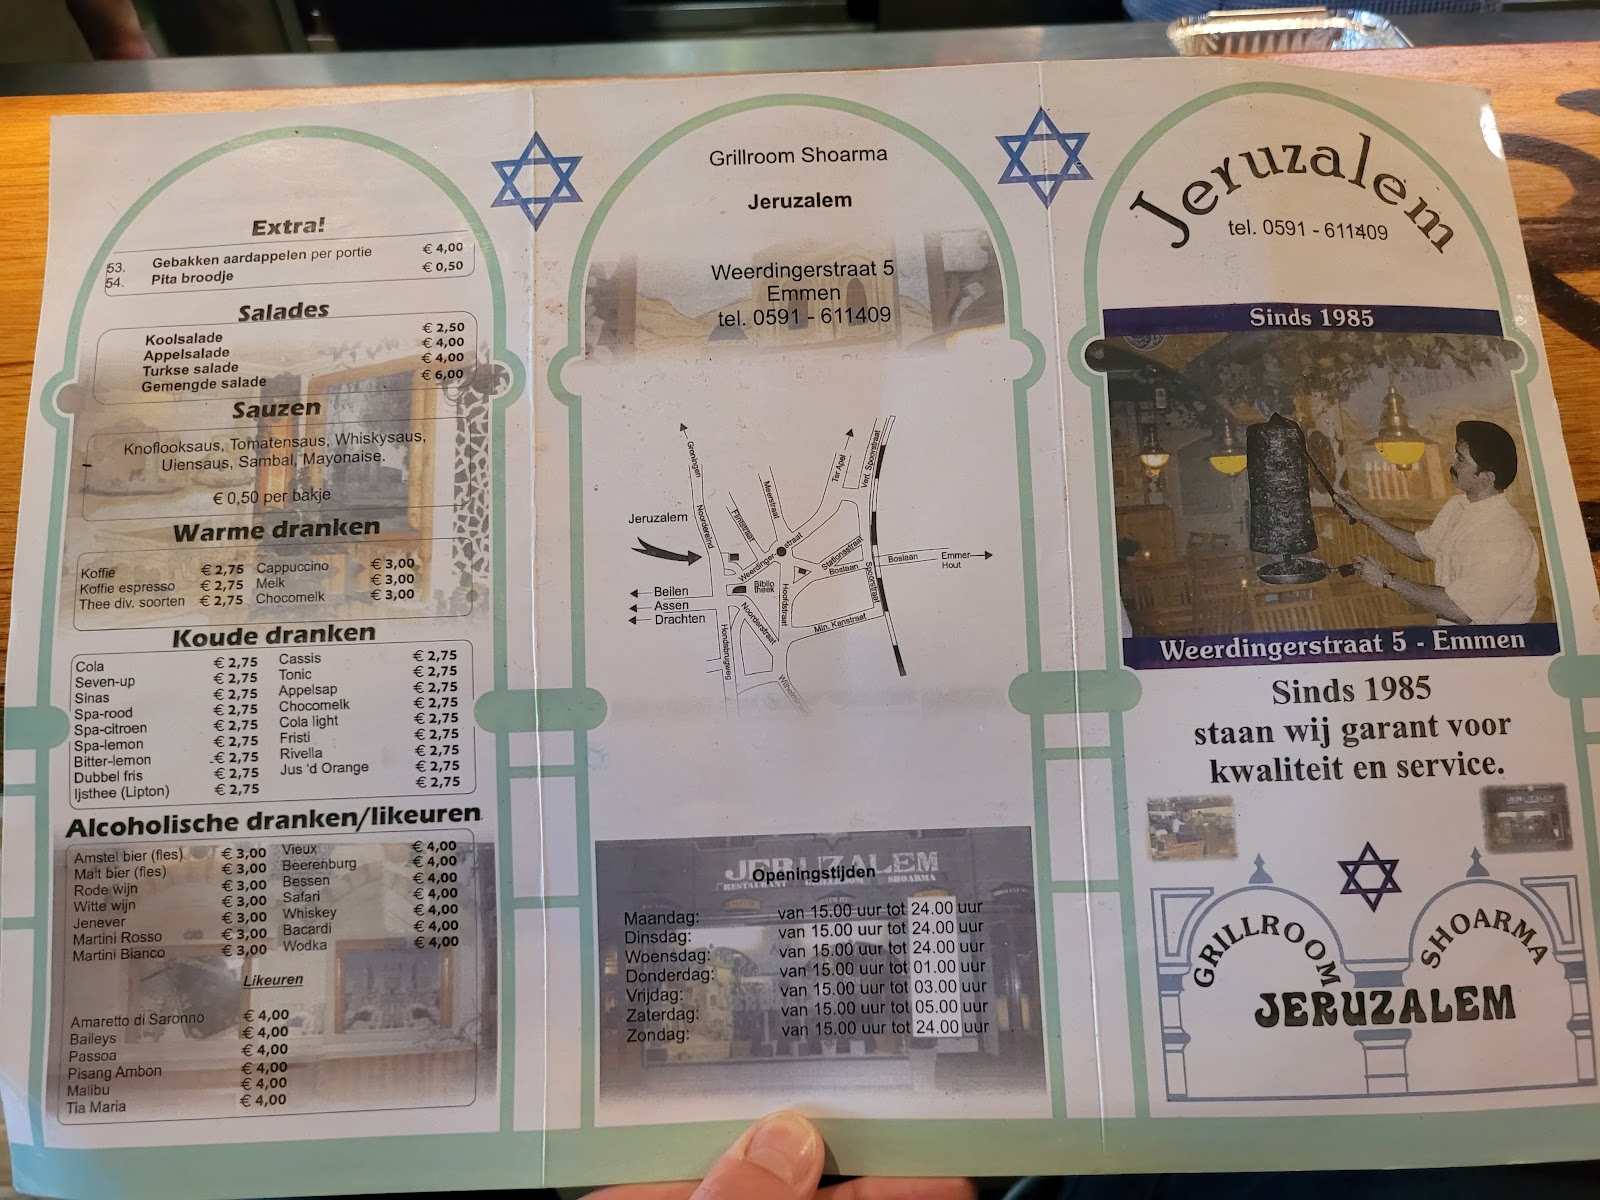 Extra!
53. Gebakken aardappelen per portie € 4,00
54. Pita broodje € 0,50
Salades
Koolsalade € 2,50
Appelsalade € 4,00
Turkse salade € 4,00
Gemengde salade € 6,00
Sauzen
Knoflooksaus, Tomatensaus, Whiskysaus,
Uiensaus, Sambal, Mayonaise.
€ 0,50 per bakje
Warme dranken
Koffie € 2,75 Cappuccino € 3,00
Koffie espresso € 2,75 Melk € 3,00
Thee div. soorten € 2,75 Chocomelk € 3,00
Koude dranken
Cola € 2,75 Cassis € 2,75
Seven-up € 2,75 Tonic € 2,75
Sinas € 2,75 Appelsap € 2,75
Spa-rood € 2,75 Chocomelk € 2,75
Spa-citroen € 2,75 Cola light € 2,75
Spa-lemon € 2,75 Fristi € 2,75
Bitter-lemon € 2,75 Rivella € 2,75
Dubbel fris € 2,75 Jus 'd Orange € 2,75
Ijsthee (Lipton) € 2,75 € 2,75
Alcoholische dranken/likeuren
Amstel bier (fles) € 3,00 Vieux € 4,00
Malt bier (fles) € 3,00 Beerenburg € 4,00
Rode wijn € 3,00 Bessen € 4,00
Witte wijn € 3,00 Safari € 4,00
Jenever € 3,00 Whiskey € 4,00
Martini Rosso € 3,00 Bacardi € 4,00
Martini Bianco € 3,00 Wodka € 4,00
Likeuren
Amaretto di Saronno € 4,00
Baileys € 4,00
Passoa € 4,00
Pisang Ambon € 4,00
Malibu € 4,00
Tia Maria € 4,00
Grillroom Shoarma
Jeruzalem
Weerdingerstraat 5
Emmen
tel. 0591 - 611409
Groningen
Noordereind
Flintstraat
Meerstraat
Ter Apel
Verl. Spoorstraat
Jeruzalem
Weerdingerstraat
Stationsstraat
Boslaan
Boslaan
Emmer
Hout
Spoorstraat
Biblio
theek
Hoofdstraat
Beilen
Assen
Drachten
Noorderstraat
Min. Kanstraat
Hondsbrugweg
JERUZALEM
RESTAURANT GRILLROOM SHOARMA
Openingstijden
Maandag: van 15.00 uur tot 24.00 uur
Dinsdag: van 15.00 uur tot 24.00 uur
Woensdag: van 15.00 uur tot 24.00 uur
Donderdag: van 15.00 uur tot 01.00 uur
Vrijdag: van 15.00 uur tot 03.00 uur
Zaterdag: van 15.00 uur tot 05.00 uur
Zondag: van 15.00 uur tot 24.00 uur
Jeruzalem
tel. 0591 - 611409
Sinds 1985
Weerdingerstraat 5 - Emmen
Sinds 1985
staan wij garant voor
kwaliteit en service.
JERUZALEM
GRILLROOM SHOARMA
JERUZALEM